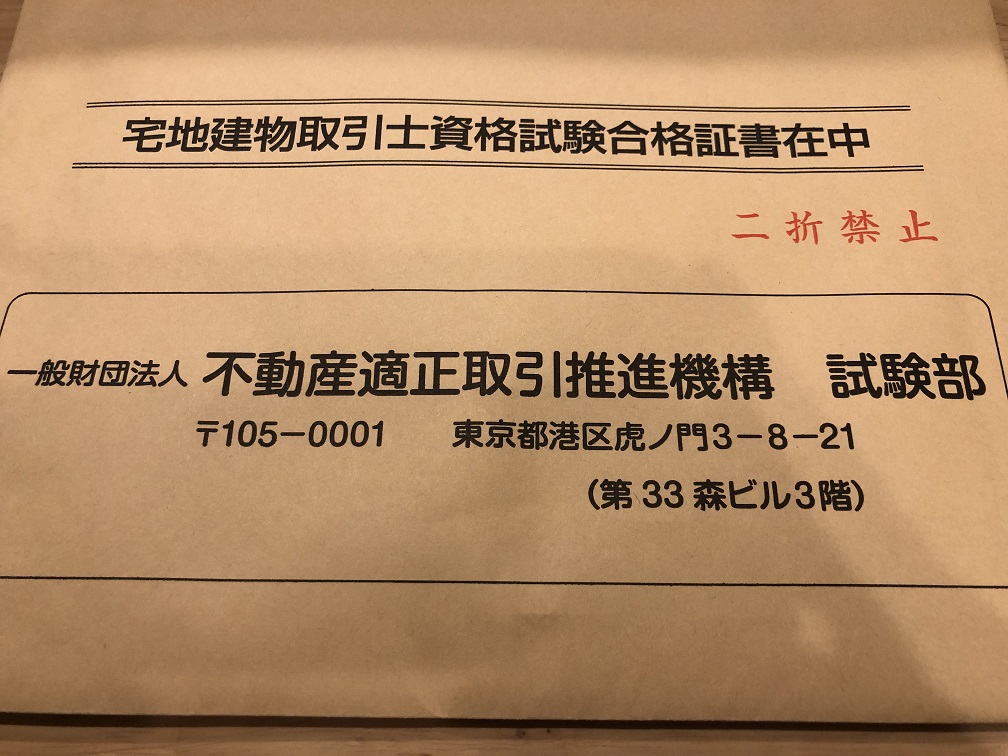 宅地建物取引士資格試験合格証書在中
二折禁止
一般財団法人 不動産適正取引推進機構 試験部
〒105-0001 東京都港区虎ノ門3-8-21
(第33森ビル3階)